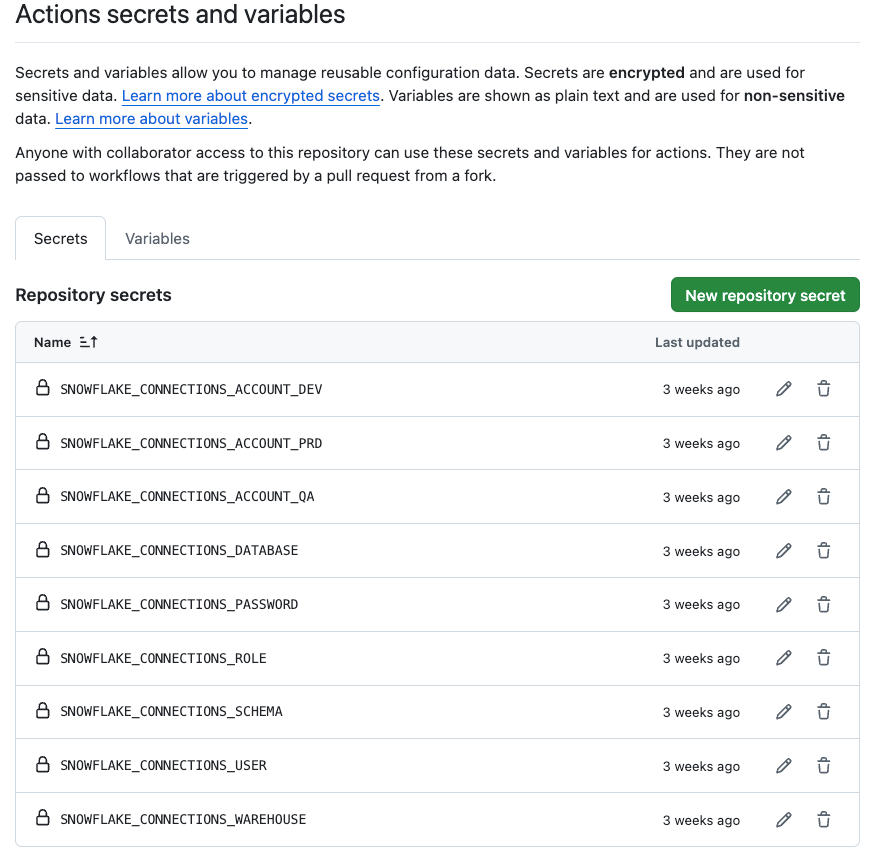 Actions secrets and variables
Secrets and variables allow you to manage reusable configuration data. Secrets are encrypted and are used for
sensitive data. Learn more about encrypted secrets. Variables are shown as plain text and are used for non-sensitive
data. Learn more about variables.
Anyone with collaborator access to this repository can use these secrets and variables for actions. They are not
passed to workflows that are triggered by a pull request from a fork.
Secrets Variables
Repository secrets New repository secret
Name Last updated
SNOWFLAKE_CONNECTIONS_ACCOUNT_DEV 3 weeks ago
SNOWFLAKE_CONNECTIONS_ACCOUNT_PRD 3 weeks ago
SNOWFLAKE_CONNECTIONS_ACCOUNT_QA 3 weeks ago
SNOWFLAKE_CONNECTIONS_DATABASE 3 weeks ago
SNOWFLAKE_CONNECTIONS_PASSWORD 3 weeks ago
SNOWFLAKE_CONNECTIONS_ROLE 3 weeks ago
SNOWFLAKE_CONNECTIONS_SCHEMA 3 weeks ago
SNOWFLAKE_CONNECTIONS_USER 3 weeks ago
SNOWFLAKE_CONNECTIONS_WAREHOUSE 3 weeks ago